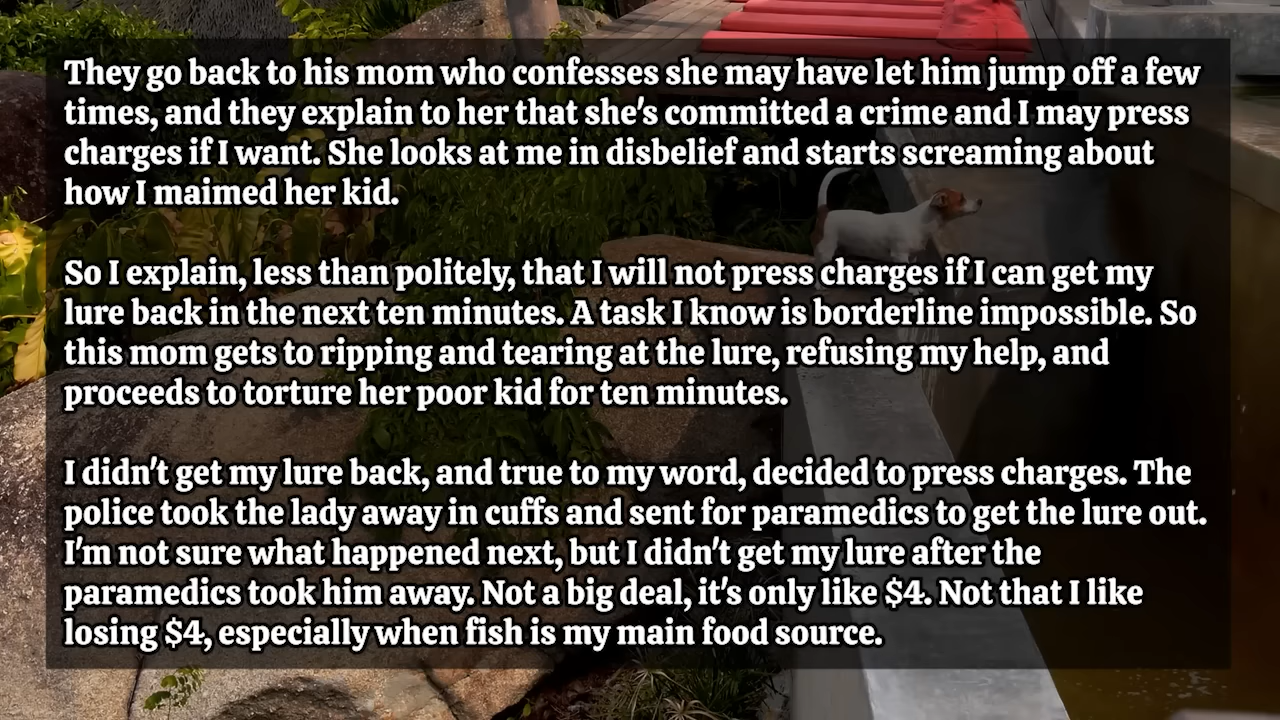 They go back to his mom who confesses she may have let him jump off a few
times, and they explain to her that she's committed a crime and I may press
charges if I want. She looks at me in disbelief and starts screaming about
how I maimed her kid.
So I explain, less than politely, that I will not press charges if I can get my
lure back in the next ten minutes. A task I know is borderline impossible. So
this mom gets to ripping and tearing at the lure, refusing my help, and
proceeds to torture her poor kid for ten minutes.
I didn't get my lure back, and true to my word, decided to press charges. The
police took the lady away in cuffs and sent for paramedics to get the lure out.
I'm not sure what happened next, but I didn't get my lure after the
paramedics took him away. Not a big deal, it's only like $4. Not that I like
losing $4, especially when fish is my main food source.